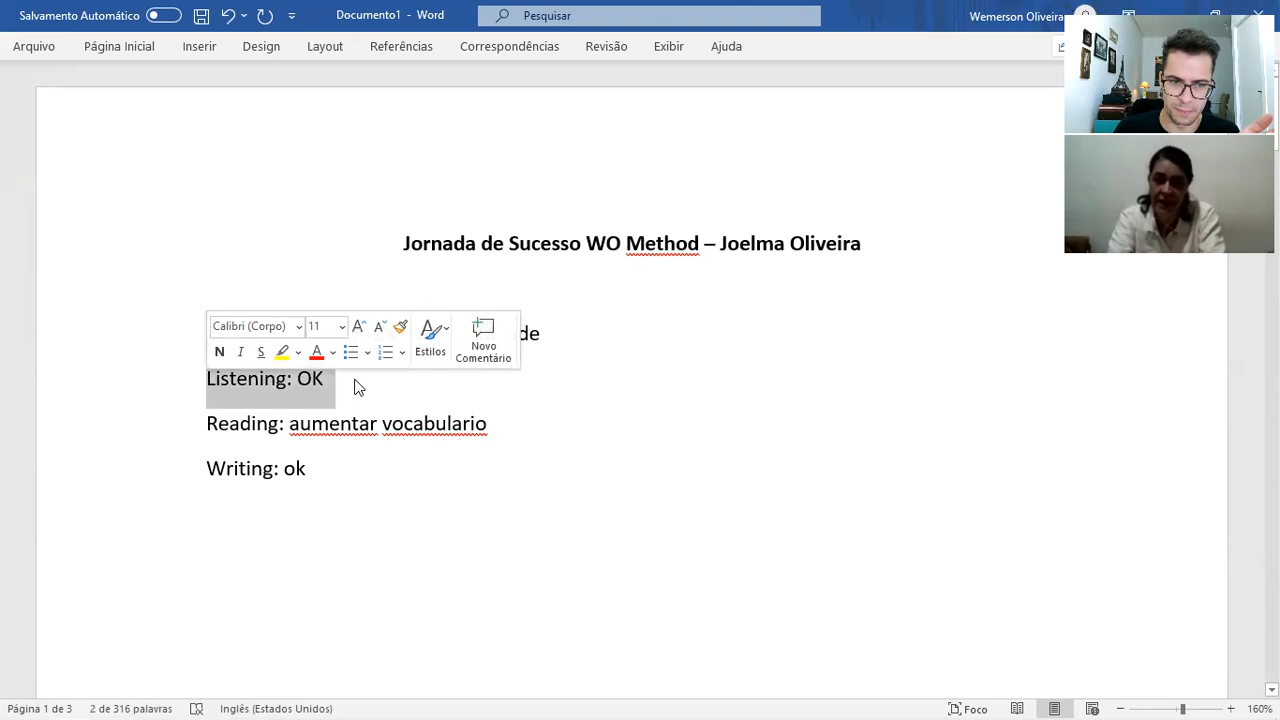 Salvamento Automático
Documento1 - Word
Pesquisar
Wemerson Oliveira
Arquivo Página Inicial Inserir Design Layout Referências Correspondências Revisão Exibir Ajuda
Jornada de Sucesso WO Method – Joelma Oliveira
de
Calibri (Corpo) 11 A A Estilos Novo Comentário
N I S A
Listening: OK
Reading: aumentar vocabulario
Writing: ok
Página 1 de 3 2 de 316 palavras Inglês (Estados Unidos) Foco 160%